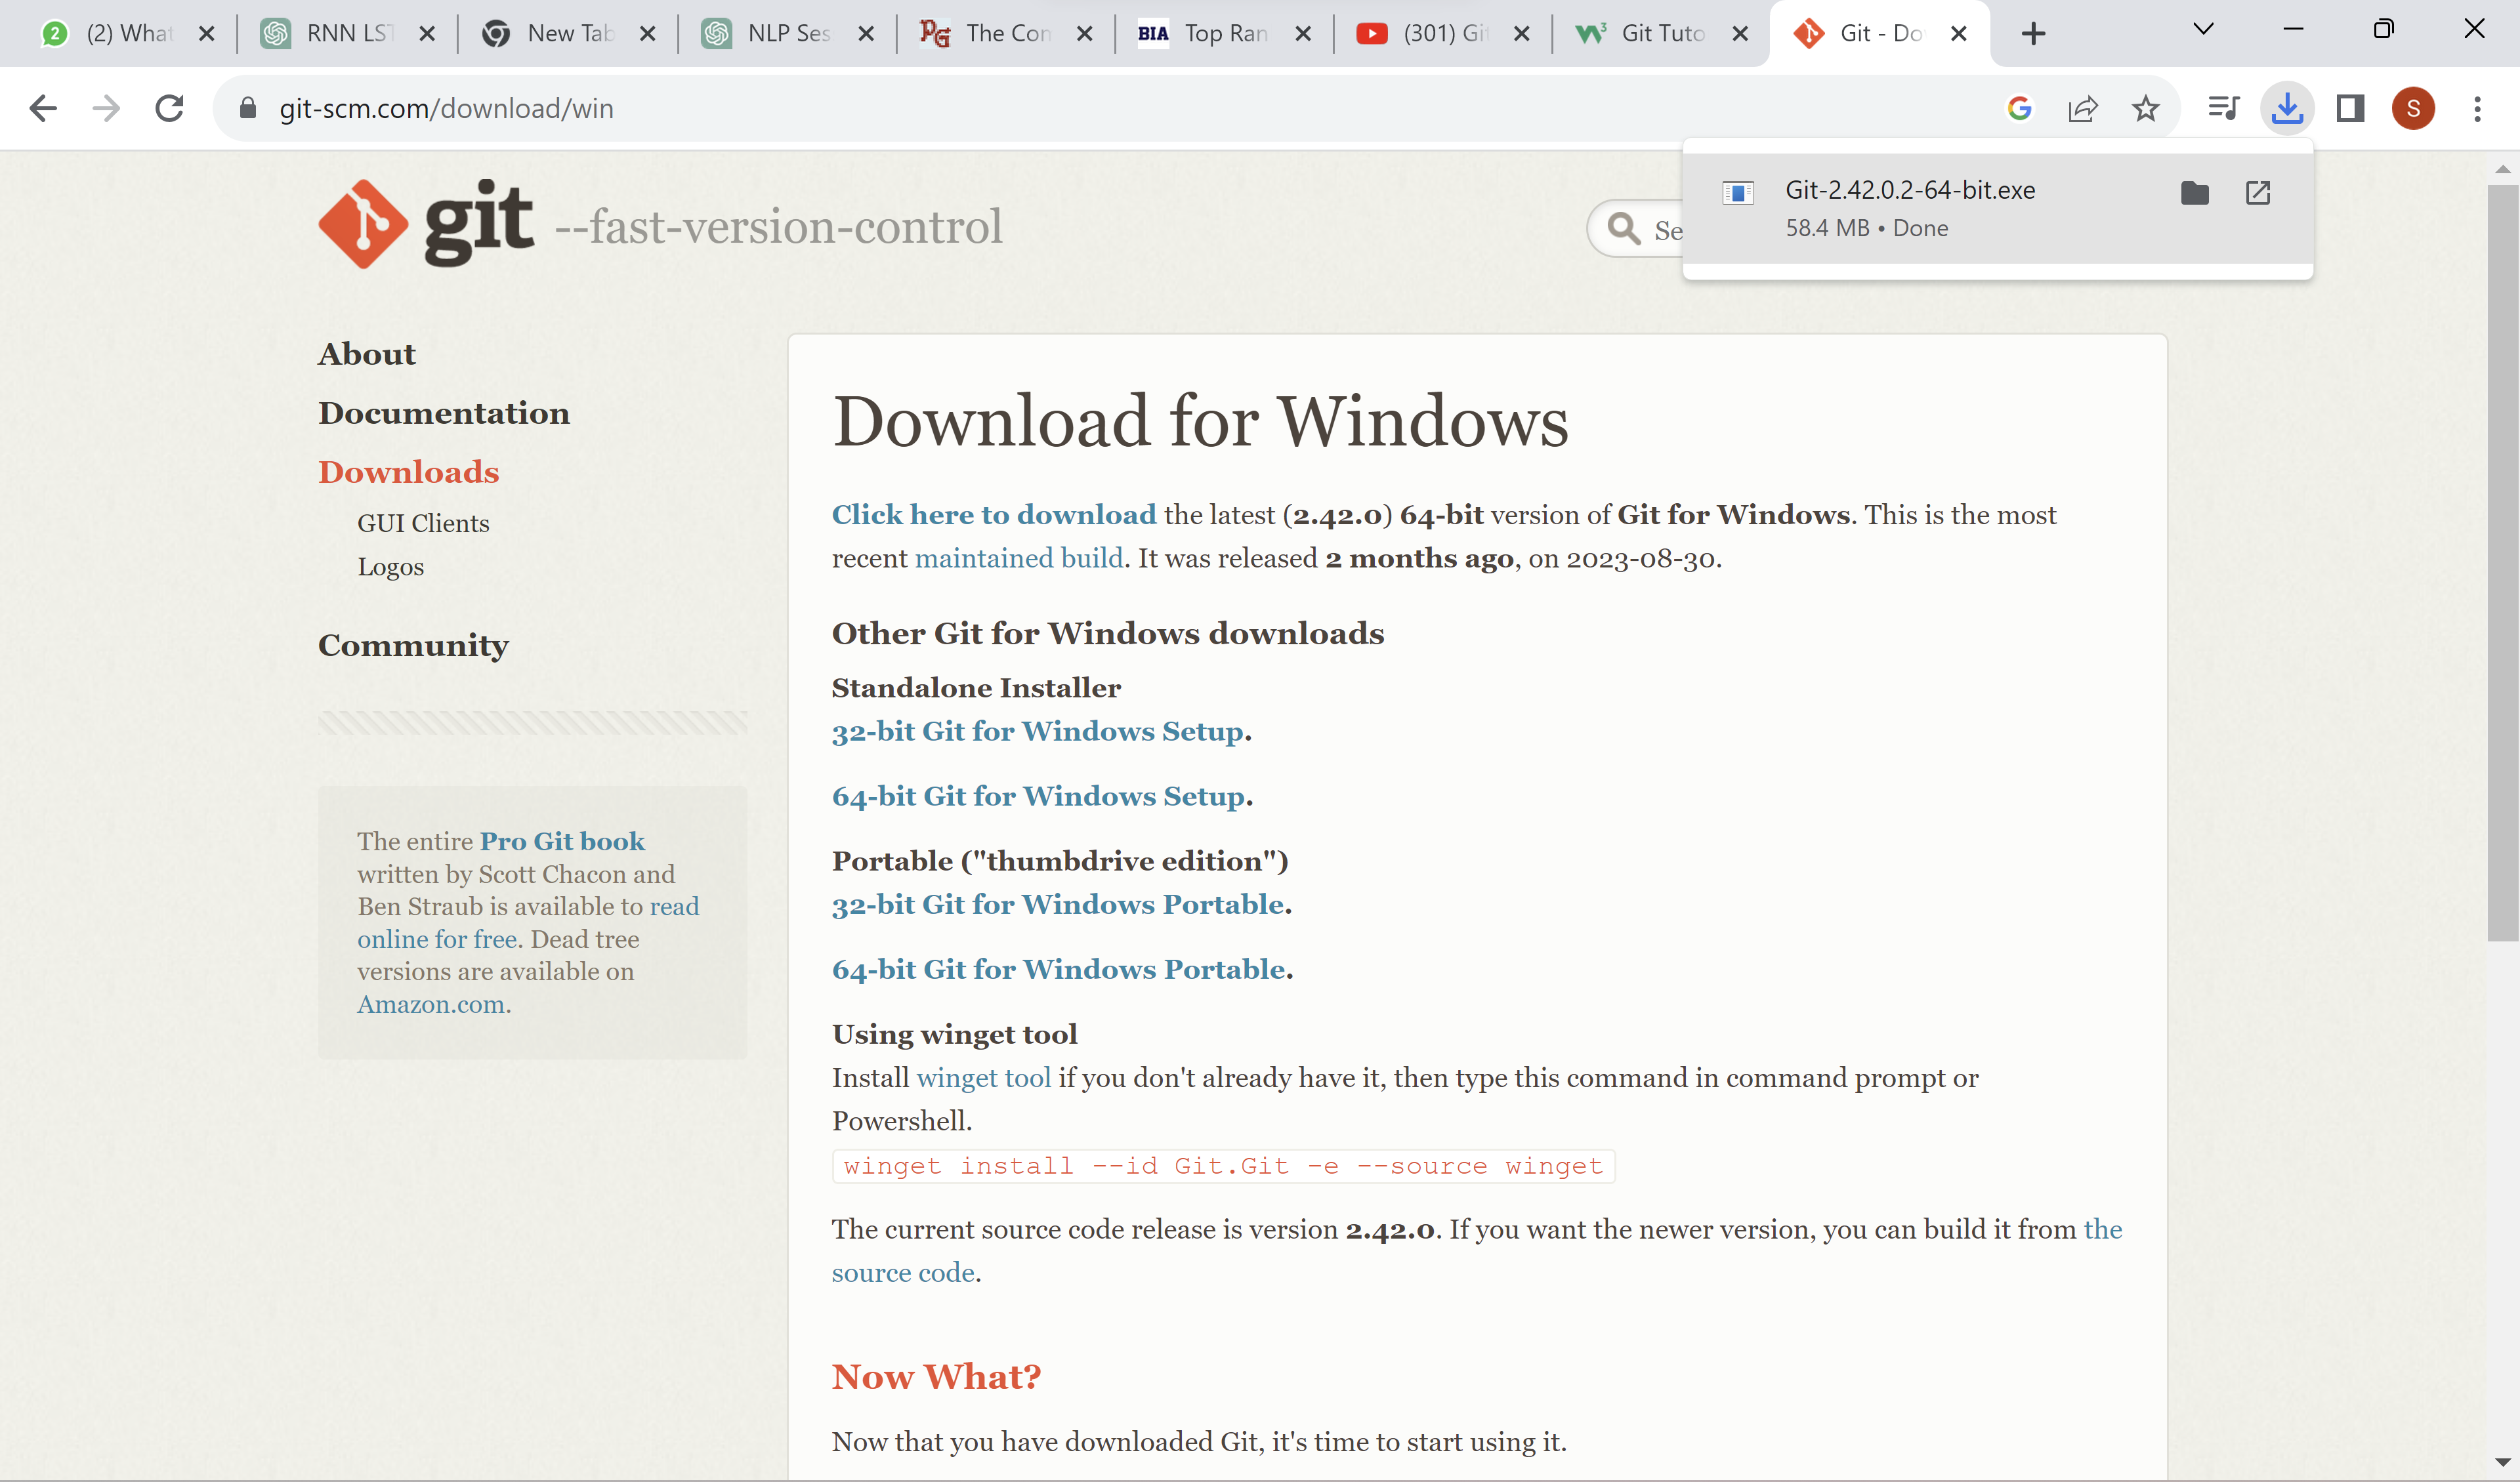 2
(2) What
RNN LST
New Tab
NLP Ses
PG
The Con
BIA
Top Ran
(301) Gi
W3
Git Tuto
Git - Do
git-scm.com/download/win
G
S
Git-2.42.0.2-64-bit.exe
58.4 MB • Done
git --fast-version-control
Se
About
Documentation
Downloads
GUI Clients
Logos
Community
The entire Pro Git book
written by Scott Chacon and
Ben Straub is available to read
online for free. Dead tree
versions are available on
Amazon.com.
Download for Windows
Click here to download the latest (2.42.0) 64-bit version of Git for Windows. This is the most
recent maintained build. It was released 2 months ago, on 2023-08-30.
Other Git for Windows downloads
Standalone Installer
32-bit Git for Windows Setup.
64-bit Git for Windows Setup.
Portable ("thumbdrive edition")
32-bit Git for Windows Portable.
64-bit Git for Windows Portable.
Using winget tool
Install winget tool if you don't already have it, then type this command in command prompt or
Powershell.
winget install --id Git.Git -e --source winget
The current source code release is version 2.42.0. If you want the newer version, you can build it from the
source code.
Now What?
Now that you have downloaded Git, it's time to start using it.